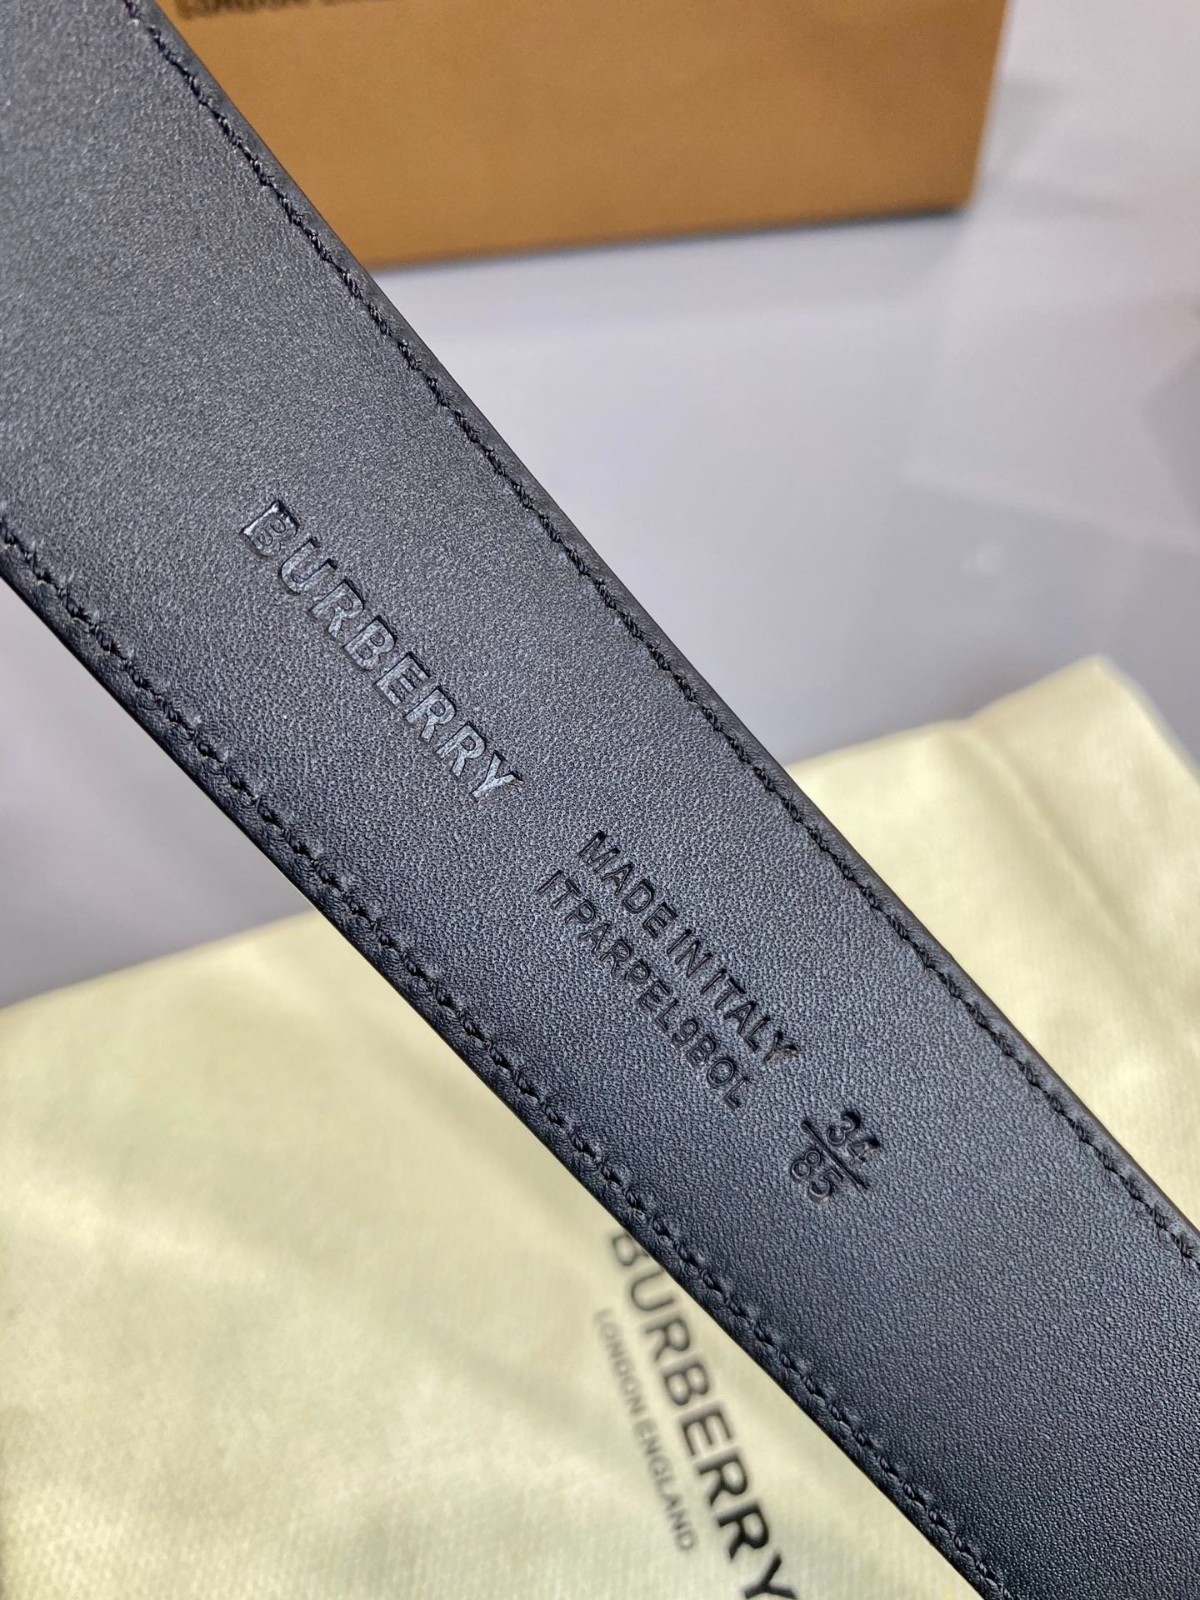 BURBERRY
MADE IN ITALY
ITPARPEL9BOL
34
85
BURBERRY
LONDON ENGLAND